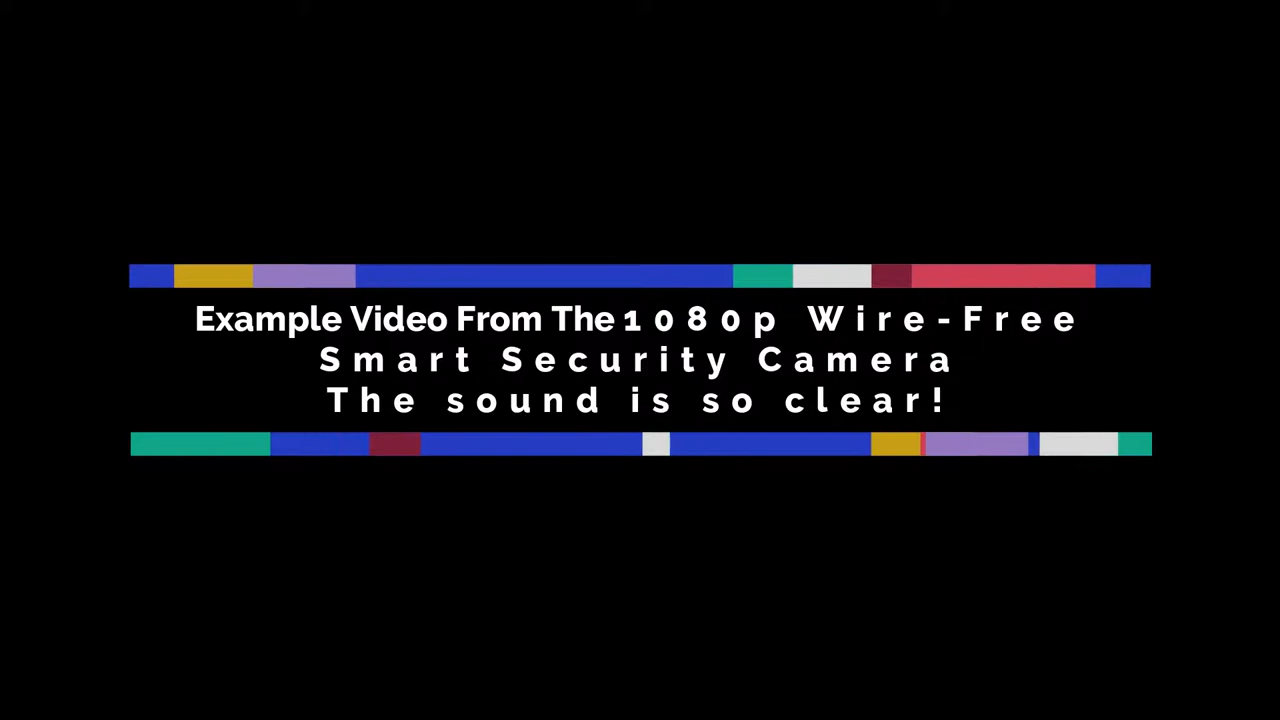 Example Video From The 1080p Wire-Free
Smart Security Camera
The sound is so clear!